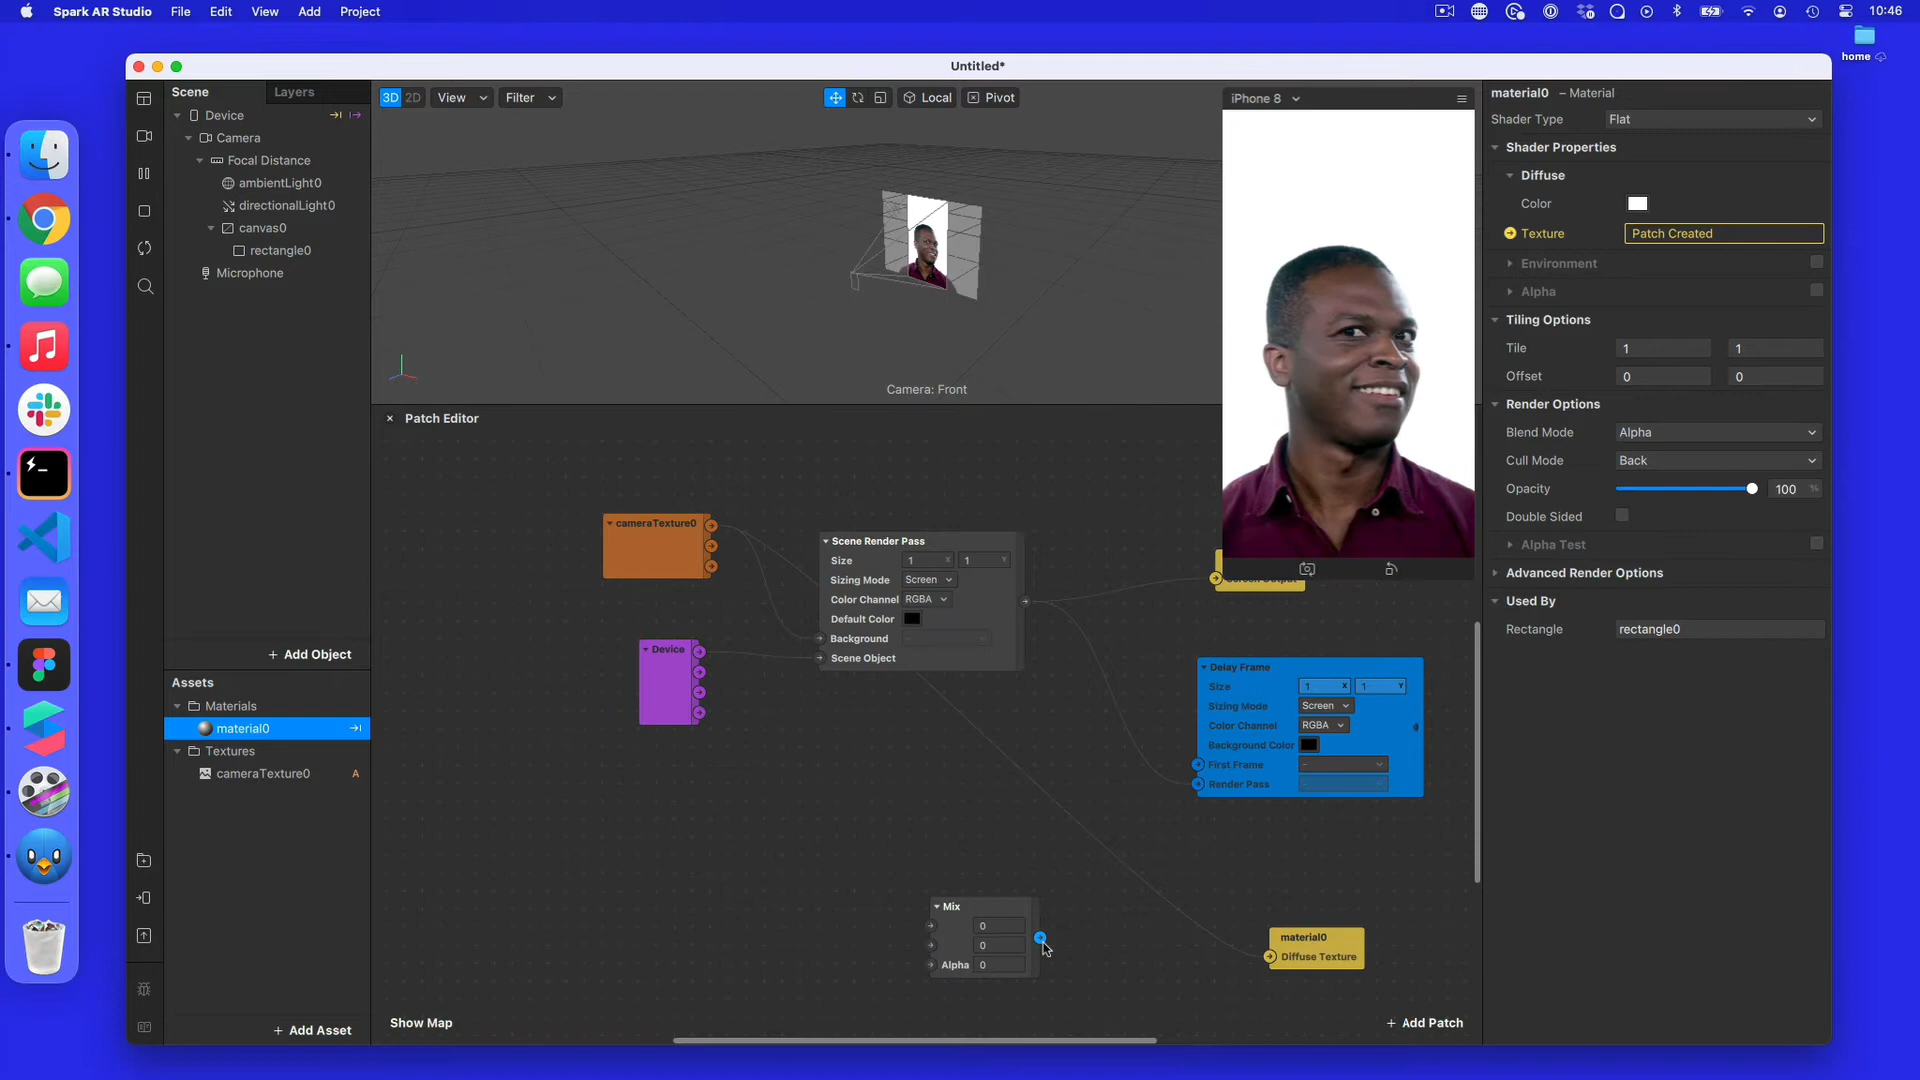 Spark AR Studio File Edit View Add Project 10:46
home
Untitled*
Scene Layers
Device
Camera
Focal Distance
ambientLight0
directionalLight0
canvas0
rectangle0
Microphone
+ Add Object
Assets
Materials
material0
Textures
cameraTexture0 A
+ Add Asset
3D 2D View Filter Local Pivot
Camera: Front
iPhone 8
× Patch Editor
cameraTexture0
Device
Scene Render Pass
Size 1 X 1 Y
Sizing Mode Screen
Color Channel RGBA
Default Color
Background -
Scene Object
Delay Frame
Size 1 X 1 Y
Sizing Mode Screen
Color Channel RGBA
Background Color
First Frame -
Render Pass -
Mix
0
0
Alpha 0
material0
Diffuse Texture
Show Map
+ Add Patch
material0 – Material
Shader Type Flat
Shader Properties
Diffuse
Color
Texture Patch Created
Environment
Alpha
Tiling Options
Tile 1 1
Offset 0 0
Render Options
Blend Mode Alpha
Cull Mode Back
Opacity 100 %
Double Sided
Alpha Test
Advanced Render Options
Used By
Rectangle rectangle0